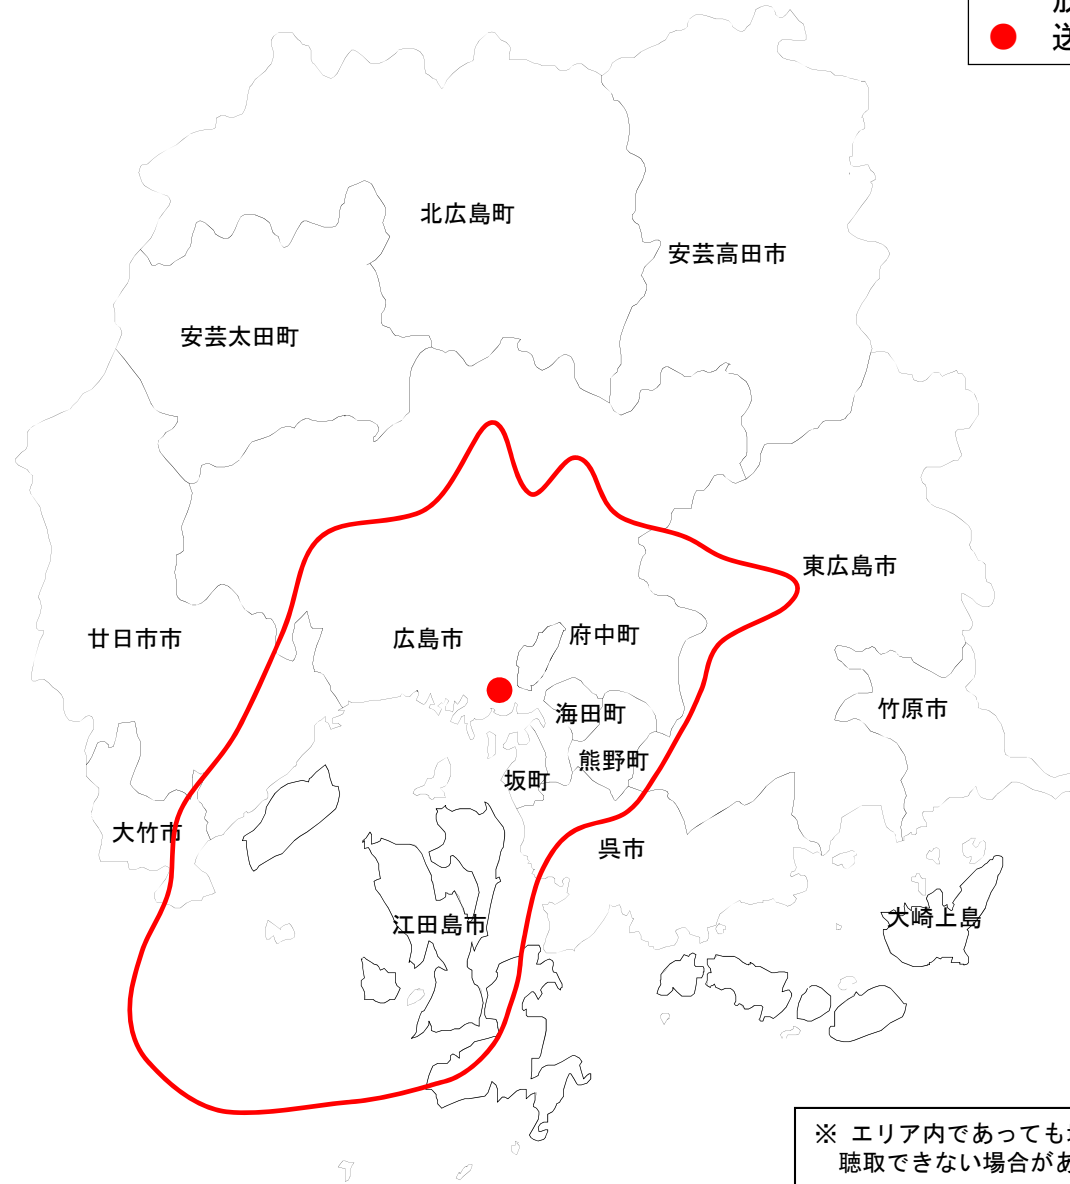 送
北広島町
安芸高田市
安芸太田町
東広島市
廿日市市
広島市
府中町
竹原市
海田町
熊野町
坂町
大竹市
呉市
江田島市
大崎上島
※ エリア内であっても
聴取できない場合があ